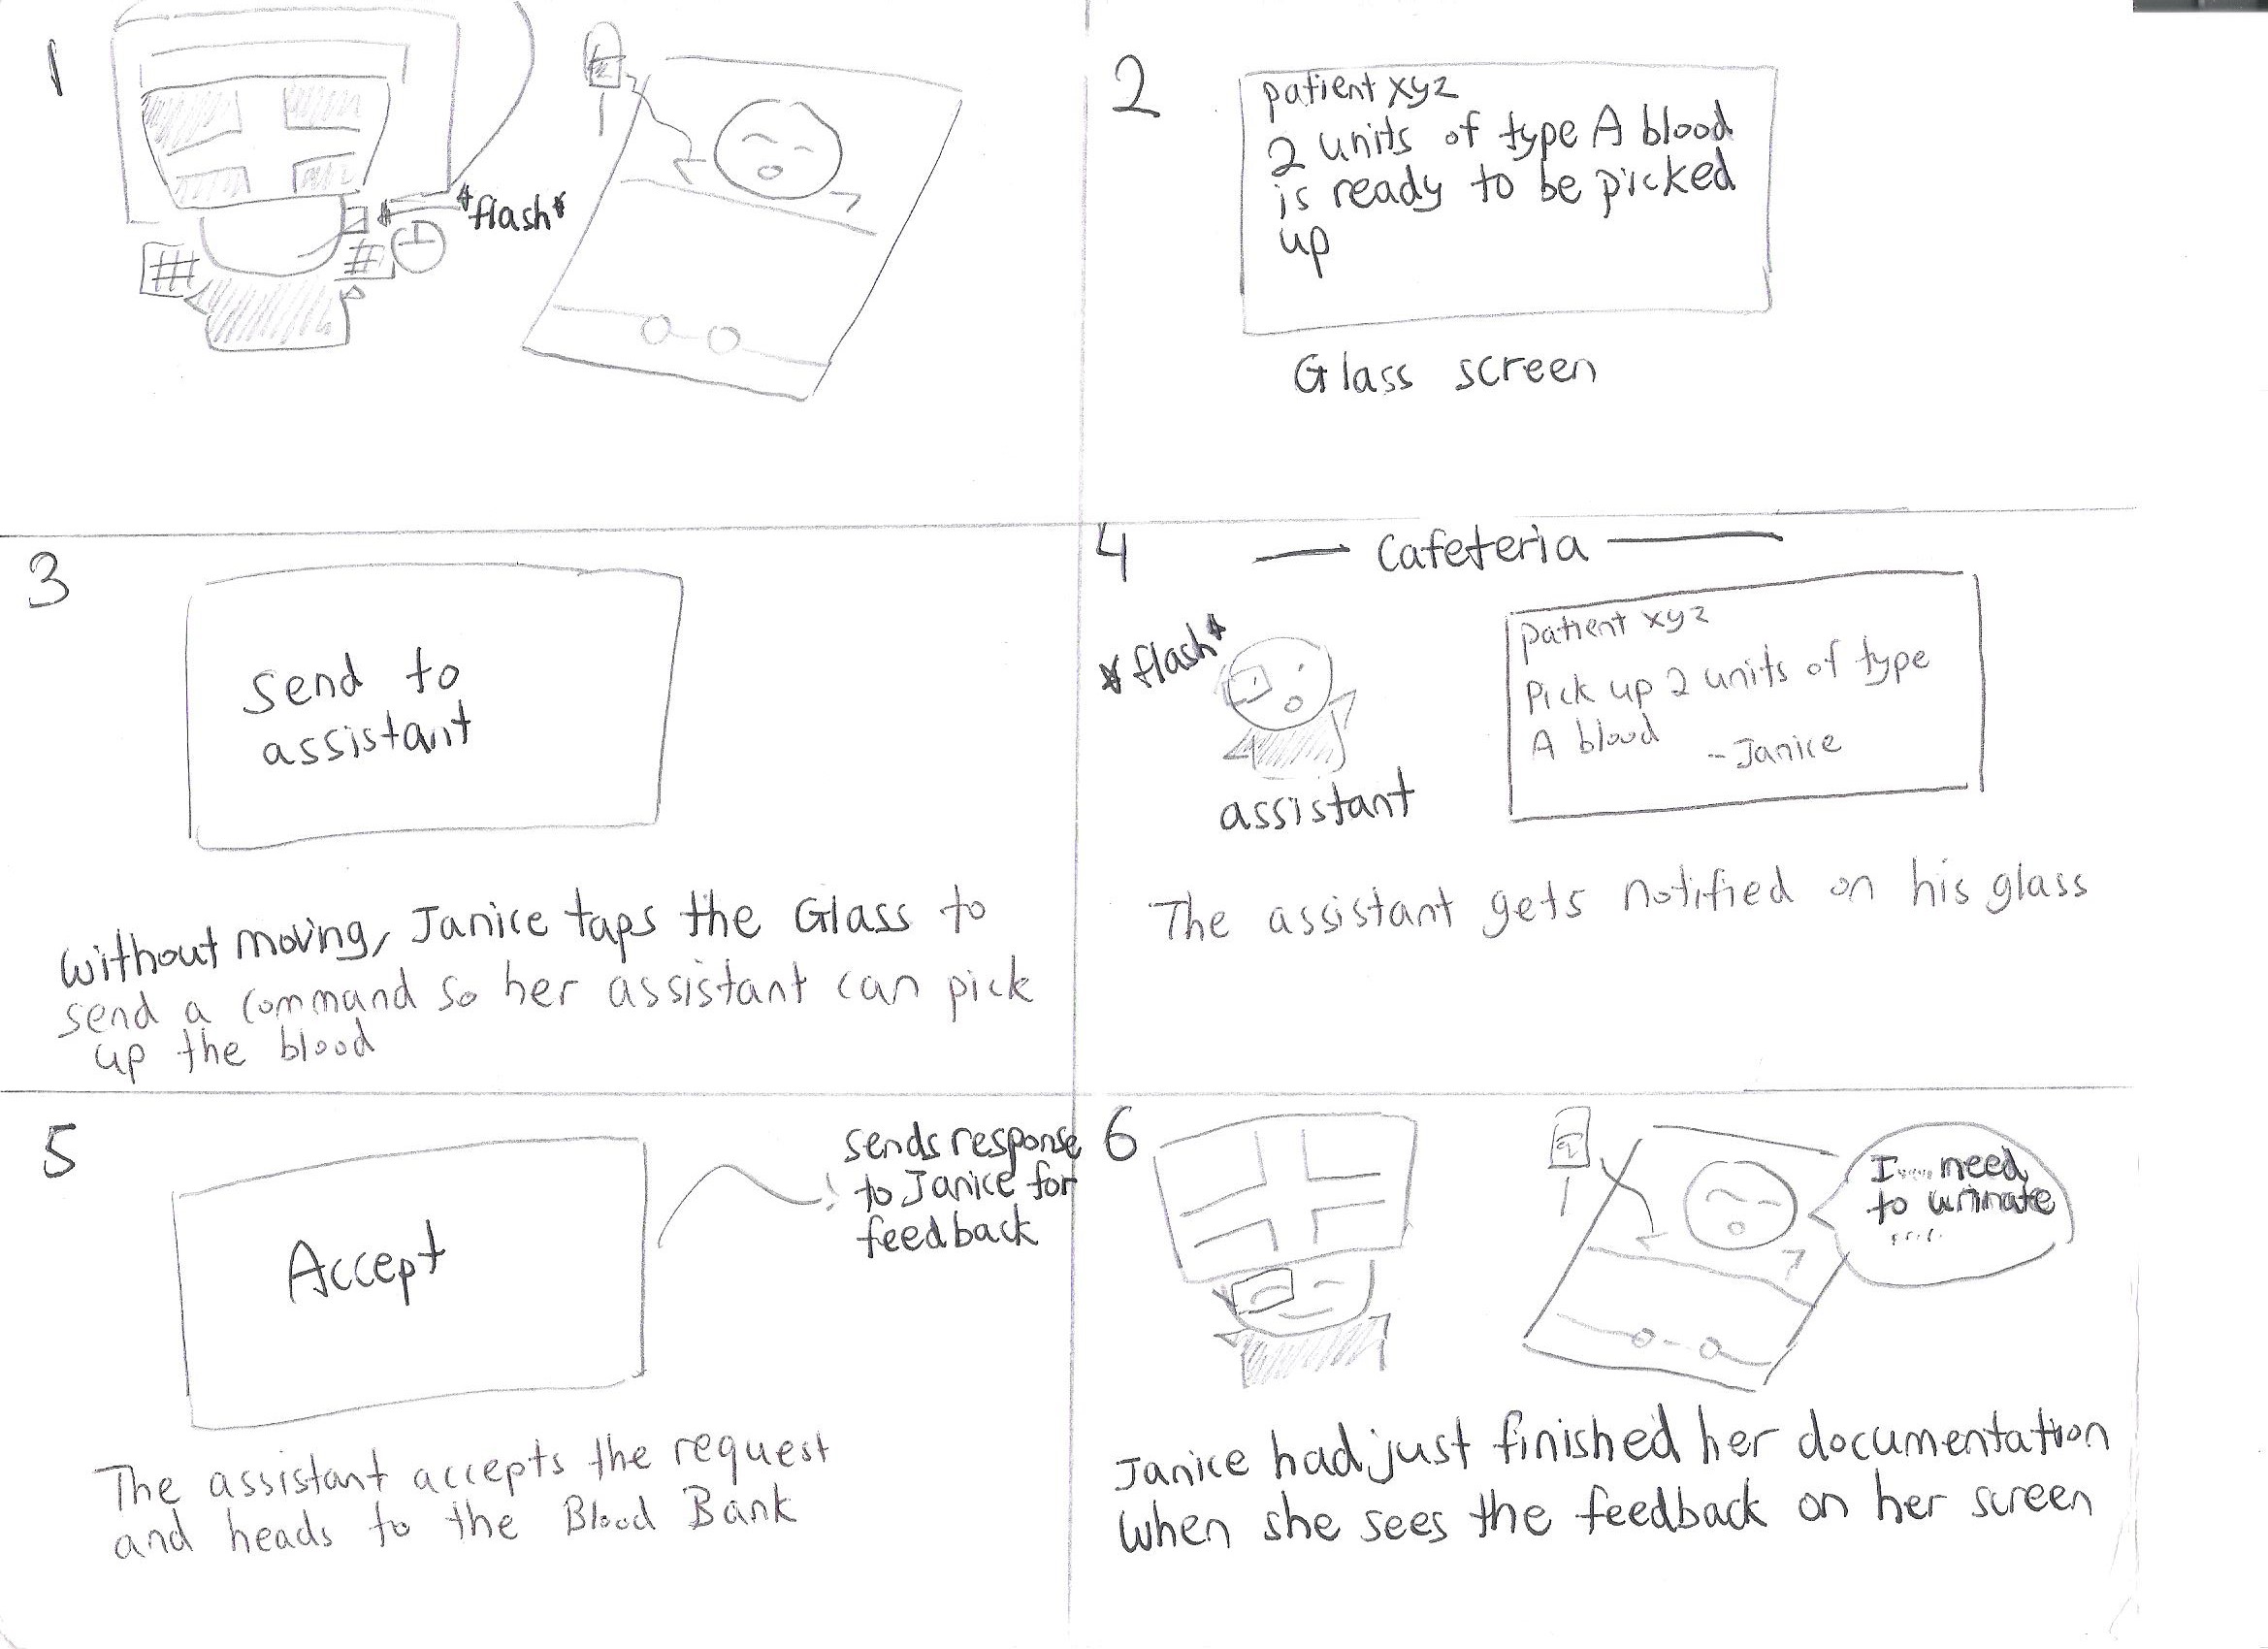 1
*flash*
2
patient xyz
2 units of type A blood
is ready to be picked
up
Glass screen
3
Send to
assistant
without moving, Janice taps the Glass to
send a command so her assistant can pick
up the blood
4
Cafeteria
*flash*
assistant
patient xyz
Pick up 2 units of type
A blood
-Janice
The assistant gets notified on his glass
5
Accept
sends response
to Janice for
feedback
The assistant accepts the request
and heads to the Blood Bank
6
I.... need
to urinate
.....
Janice had just finished her documentation
when she sees the feedback on her screen